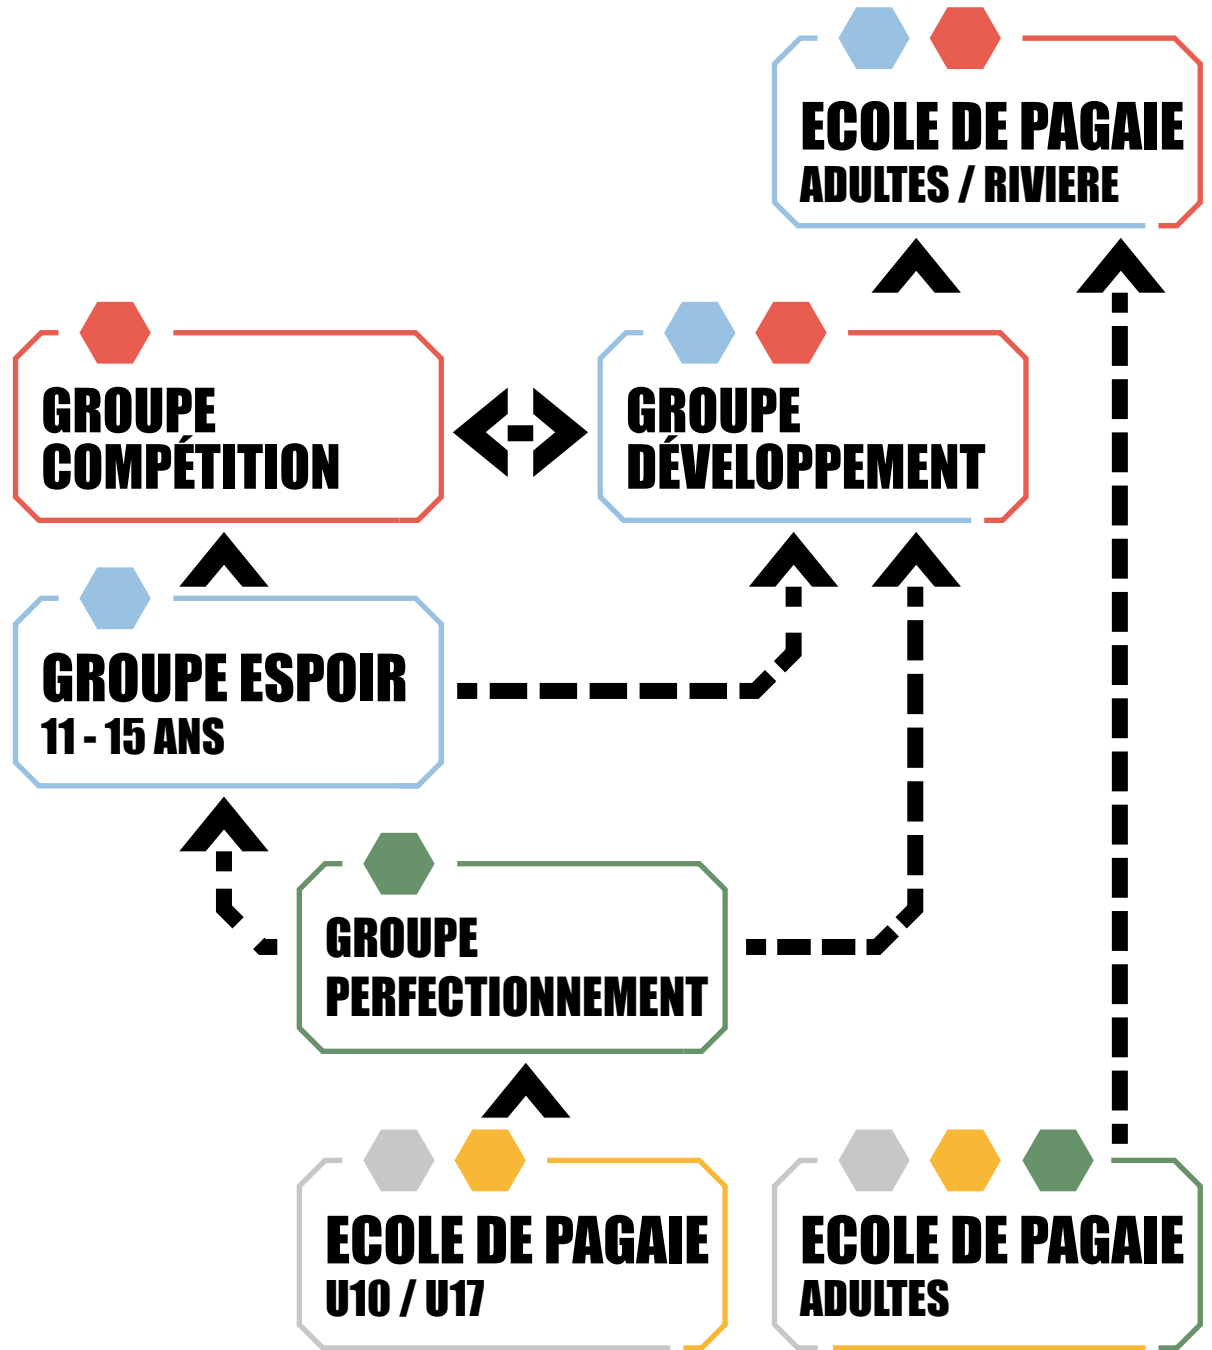 ECOLE DE PAGAIE
ADULTES / RIVIERE
GROUPE
COMPÉTITION
GROUPE
DÉVELOPPEMENT
GROUPE ESPOIR
11 - 15 ANS
GROUPE
PERFECTIONNEMENT
ECOLE DE PAGAIE
U10 / U17
ECOLE DE PAGAIE
ADULTES